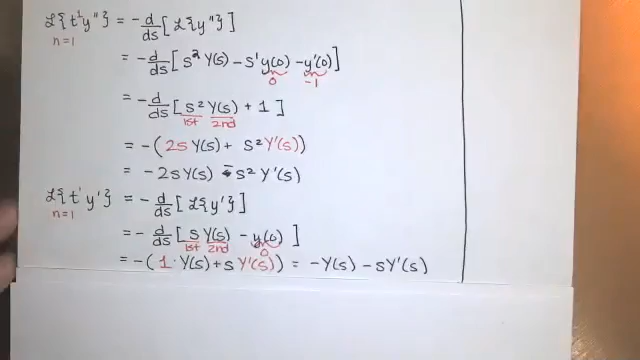 ℒ{t¹y''} = -d/ds [ℒ{y''}]
n=1
= -d/ds [s²Y(s) - s¹y(0) - y'(0)]
0 -1
= -d/ds [s²Y(s) + 1]
1st 2nd
= -(2sY(s) + s²Y'(s))
= -2sY(s) - s²Y'(s)
ℒ{t¹y'} = -d/ds [ℒ{y'}]
n=1
= -d/ds [sY(s) - y(0)]
1st 2nd 0
= -(1·Y(s) + sY'(s)) = -Y(s) - sY'(s)